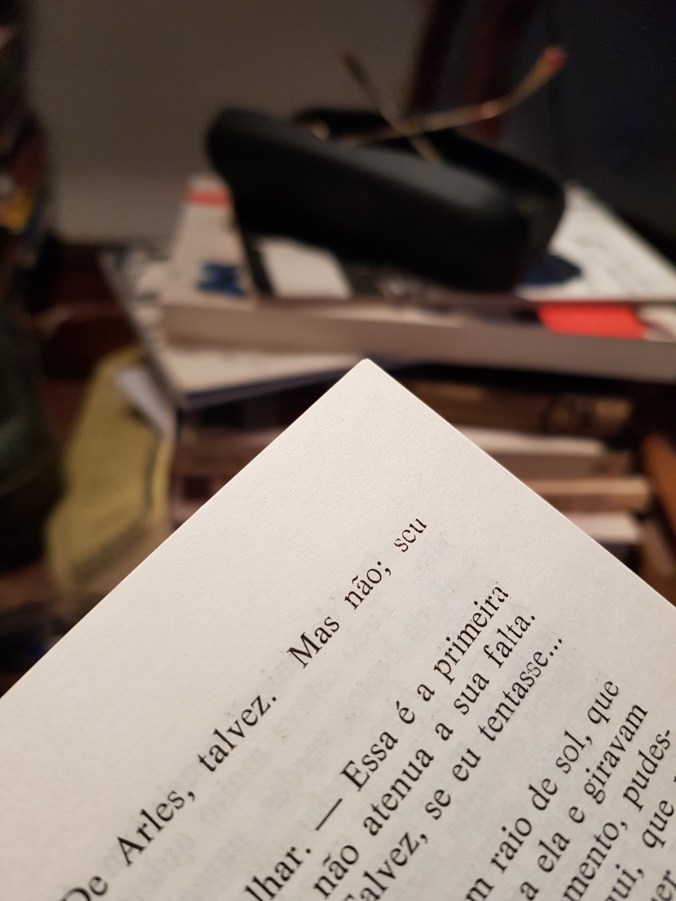 De Arles, talvez. Mas não; seu
lhar. — Essa é a primeira
não atenua a sua falta.
alvez, se eu tentasse...
m raio de sol, que
a ela e giravam
mento, pudes-
ui, que